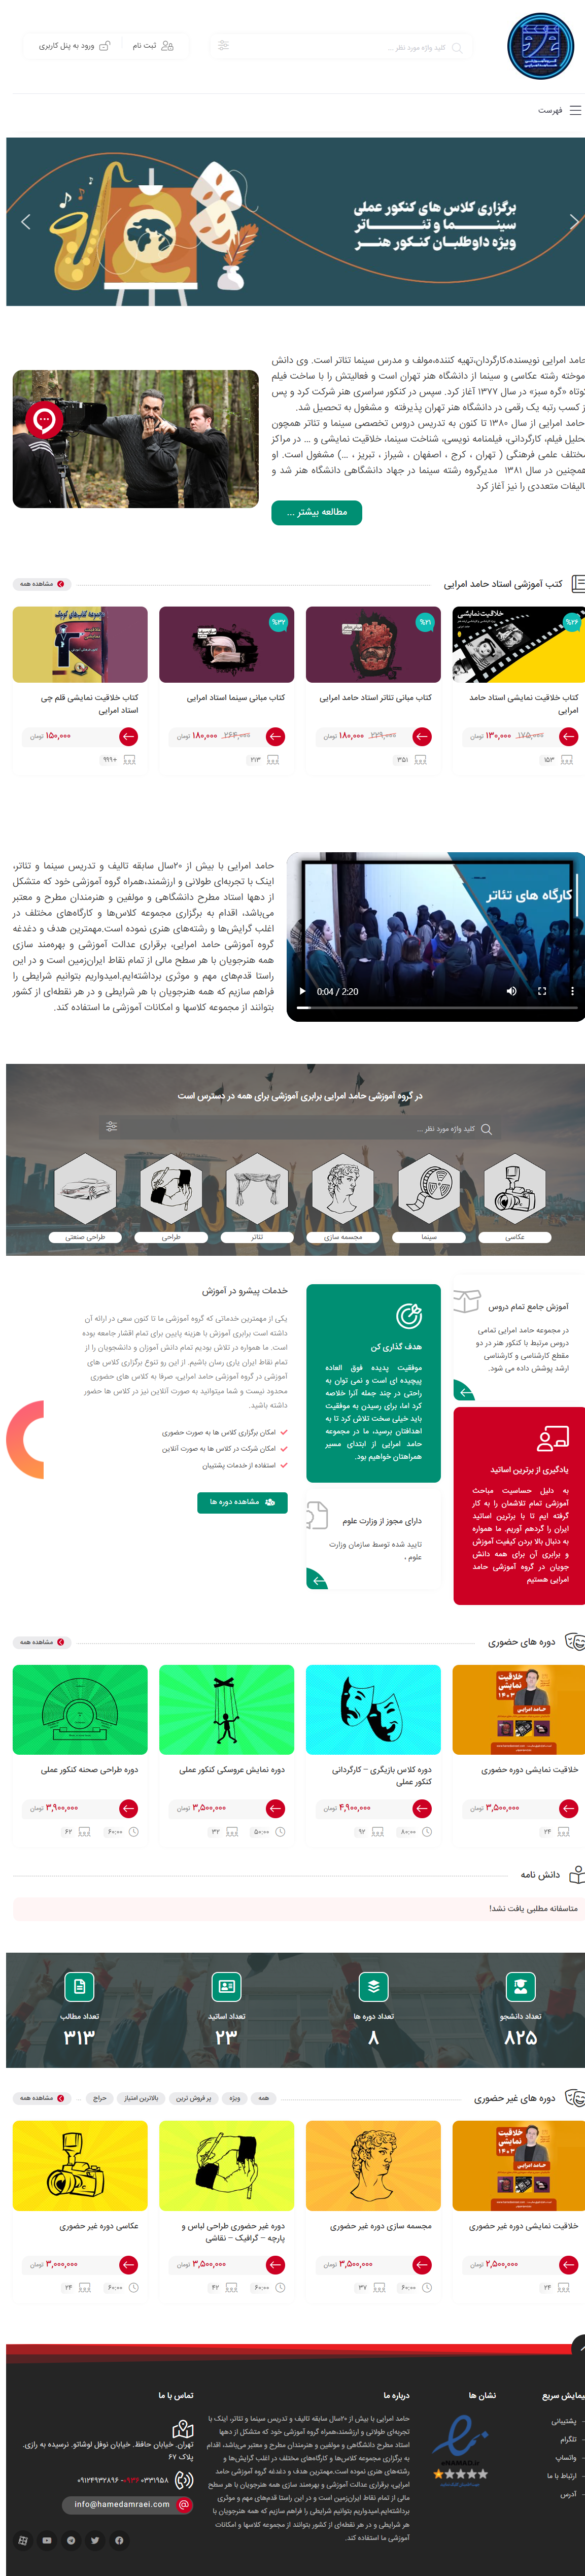 کلید واژه مورد نظر ...
ثبت نام
ورود به پنل کاربری
فهرست
برگزاری کلاس های کنکور عملی
سینما و تئاتر
ویژه داوطلبان کنکور هنر
حامد امرایی نویسنده،کارگردان،تهیه کننده،مولف و مدرس سینما تئاتر است. وی دانش
آموخته رشته عکاسی و سینما از دانشگاه هنر تهران است و فعالیتش را با ساخت فیلم
کوتاه «گره سبز» در سال ۱۳۷۷ آغاز کرد. سپس در کنکور سراسری هنر شرکت کرد و پس
از کسب رتبه یک رقمی در دانشگاه هنر تهران پذیرفته و مشغول به تحصیل شد.
حامد امرایی از سال ۱۳۸۰ تا کنون به تدریس دروس تخصصی سینما و تئاتر همچون
تحلیل فیلم، کارگردانی، فیلمنامه نویسی، شناخت سینما، خلاقیت نمایشی و ... در مراکز
مختلف علمی فرهنگی ( تهران ، کرج ، اصفهان ، شیراز ، تبریز ، ...) مشغول است. او
همچنین در سال ۱۳۸۱ مدیرگروه رشته سینما در جهاد دانشگاهی دانشگاه هنر شد و
تالیفات متعددی را نیز آغاز کرد
مطالعه بیشتر ...
کتب آموزشی استاد حامد امرایی
مشاهده همه
%۲۶
خلاقیت نمایشی
%۲۱
%۳۲
کتاب خلاقیت نمایشی استاد حامد
امرایی
کتاب مبانی تئاتر استاد حامد امرایی
کتاب مبانی سینما استاد امرایی
کتاب خلاقیت نمایشی قلم چی
استاد امرایی
۱۷۵,۰۰۰ ۱۳۰,۰۰۰ تومان
۲۲۹,۰۰۰ ۱۸۰,۰۰۰ تومان
۲۶۴,۰۰۰ ۱۸۰,۰۰۰ تومان
۱۵۰,۰۰۰ تومان
۱۵۳
۳۵۱
۲۱۳
+۹۹۹
کارگاه های تئاتر
0:04 / 2:20
حامد امرایی با بیش از ۲۰سال سابقه تالیف و تدریس سینما و تئاتر،
اینک با تجربه‌ای طولانی و ارزشمند،همراه گروه آموزشی خود که متشکل
از دهها استاد مطرح دانشگاهی و مولفین و هنرمندان مطرح و معتبر
می‌باشد، اقدام به برگزاری مجموعه کلاس‌ها و کارگاه‌های مختلف در
اغلب گرایش‌ها و رشته‌های هنری نموده است.مهمترین هدف و دغدغه
گروه آموزشی حامد امرایی، برقراری عدالت آموزشی و بهره‌مند سازی
همه هنرجویان با هر سطح مالی از تمام نقاط ایران‌زمین است و در این
راستا قدم‌های مهم و موثری برداشته‌ایم.امیدواریم بتوانیم شرایطی را
فراهم سازیم که همه هنرجویان با هر شرایطی و در هر نقطه‌ای از کشور
بتوانند از مجموعه کلاسها و امکانات آموزشی ما استفاده کند.
در گروه آموزشی حامد امرایی برابری آموزشی برای همه در دسترس است
کلید واژه مورد نظر ...
عکاسی
سینما
مجسمه سازی
تئاتر
طراحی
طراحی صنعتی
آموزش جامع تمام دروس
در مجموعه حامد امرایی تمامی
دروس مرتبط با کنکور هنر در دو
مقطع کارشناسی و کارشناسی
ارشد پوشش داده می شود.
یادگیری از برترین اساتید
به دلیل حساسیت مباحث
آموزشی تمام تلاشمان را به کار
گرفته ایم تا با برترین اساتید
ایران را گردهم آوریم. ما همواره
به دنبال بالا بردن کیفیت آموزش
و برابری آن برای همه دانش
جویان در گروه آموزشی حامد
امرایی هستیم
هدف گذاری کن
موفقیت پدیده فوق العاده
پیچیده ای است و نمی توان به
راحتی در چند جمله آنرا خلاصه
کرد اما، برای رسیدن به موفقیت
باید خیلی سخت تلاش کرد تا به
اهدافتان برسید، ما در مجموعه
حامد امرایی از ابتدای مسیر
همراهتان خواهیم بود.
دارای مجوز از وزارت علوم
تایید شده توسط سازمان وزارت
علوم ،
خدمات پیشرو در آموزش
یکی از مهمترین خدماتی که گروه آموزشی ما تا کنون سعی در ارائه آن
داشته است برابری آموزش با هزینه پایین برای تمام اقشار جامعه بوده
است. ما همواره در تلاش بودیم تمام دانش آموزان و دانشجویان را از
تمام نقاط ایران یاری رسان باشیم. از این رو تنوع برگزاری کلاس های
آموزشی در گروه آموزشی حامد امرایی، صرفا به کلاس های حضوری
محدود نیست و شما میتوانید به صورت آنلاین نیز در کلاس ها حضور
داشته باشید.
امکان برگزاری کلاس ها به صورت حضوری
امکان شرکت در کلاس ها به صورت آنلاین
استفاده از خدمات پشتیبان
مشاهده دوره ها
دوره های حضوری
مشاهده همه
خلاقیت نمایشی دوره حضوری
دوره کلاس بازیگری – کارگردانی
کنکور عملی
دوره نمایش عروسکی کنکور عملی
دوره طراحی صحنه کنکور عملی
۳,۵۰۰,۰۰۰ تومان
۴,۹۰۰,۰۰۰ تومان
۳,۵۰۰,۰۰۰ تومان
۳,۹۰۰,۰۰۰ تومان
۲۴
۸۰:۰۰
۹۲
۵۰:۰۰
۳۲
۶۰:۰۰
۶۲
دانش نامه
متاسفانه مطلبی یافت نشد!
تعداد دانشجو
۸۲۵
تعداد دوره ها
۸
تعداد اساتید
۲۳
تعداد مطالب
۳۱۳
دوره های غیر حضوری
همه
ویژه
پر فروش ترین
بالاترین امتیاز
حراج
مشاهده همه
خلاقیت نمایشی دوره غیر حضوری
مجسمه سازی دوره غیر حضوری
دوره غیر حضوری طراحی لباس و
پارچه – گرافیک – نقاشی
عکاسی دوره غیر حضوری
۲,۵۰۰,۰۰۰ تومان
۳,۵۰۰,۰۰۰ تومان
۳,۵۰۰,۰۰۰ تومان
۳,۰۰۰,۰۰۰ تومان
۲۴
۶۰:۰۰
۳۷
۶۰:۰۰
۴۲
۶۰:۰۰
۲۴
پیمایش سریع
پشتیبانی
تلگرام
واتساپ
ارتباط با ما
آدرس
نشان ها
eNAMAD.ir
درباره ما
حامد امرایی با بیش از ۲۰سال سابقه تالیف و تدریس سینما و تئاتر، اینک با
تجربه‌ای طولانی و ارزشمند،همراه گروه آموزشی خود که متشکل از دهها
استاد مطرح دانشگاهی و مولفین و هنرمندان مطرح و معتبر می‌باشد، اقدام
به برگزاری مجموعه کلاس‌ها و کارگاه‌های مختلف در اغلب گرایش‌ها و
رشته‌های هنری نموده است.مهمترین هدف و دغدغه گروه آموزشی حامد
امرایی، برقراری عدالت آموزشی و بهره‌مند سازی همه هنرجویان با هر سطح
مالی از تمام نقاط ایران‌زمین است و در این راستا قدم‌های مهم و موثری
برداشته‌ایم.امیدواریم بتوانیم شرایطی را فراهم سازیم که همه هنرجویان با
هر شرایطی و در هر نقطه‌ای از کشور بتوانند از مجموعه کلاسها و امکانات
آموزشی ما استفاده کند.
تماس با ما
تهران. خیابان حافظ. خیابان نوفل لوشاتو. نرسیده به رازی.
پلاک ۶۷
۰۹۱۲۴۹۳۲۸۹۶ -۰۹۳۶۰۳۳۱۹۵۸
info@hamedamraei.com